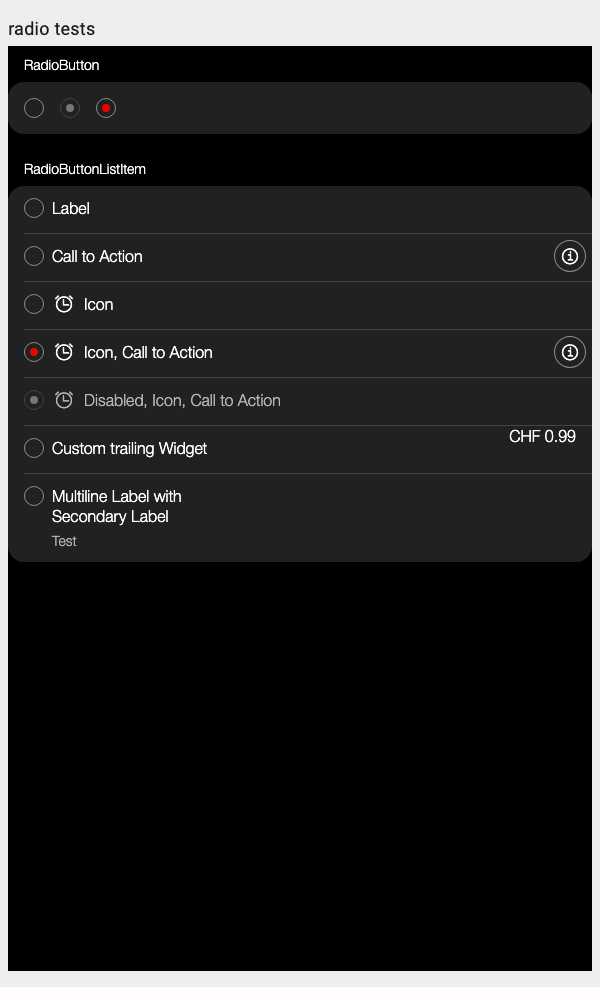 radio tests
RadioButton
RadioButtonListItem
Label
Call to Action
Icon
Icon, Call to Action
Disabled, Icon, Call to Action
Custom trailing Widget
CHF 0.99
Multiline Label with
Secondary Label
Test